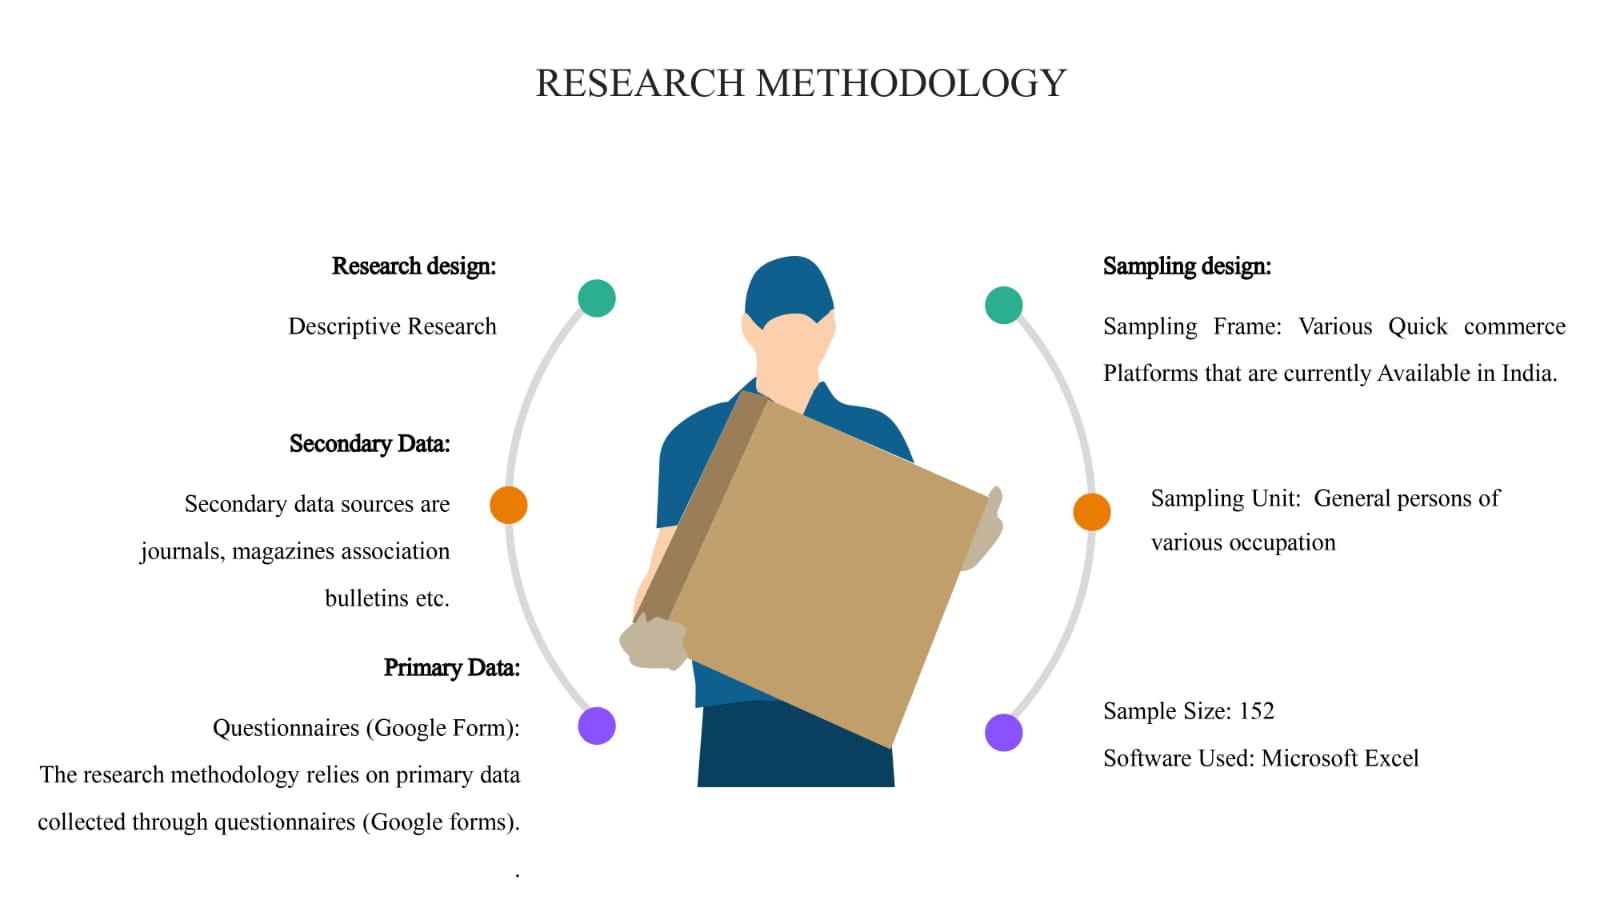 RESEARCH METHODOLOGY
Research design:
Descriptive Research
Secondary Data:
Secondary data sources are
journals, magazines association
bulletins etc.
Primary Data:
Questionnaires (Google Form):
The research methodology relies on primary data
collected through questionnaires (Google forms).
.
Sampling design:
Sampling Frame: Various Quick commerce
Platforms that are currently Available in India.
Sampling Unit:  General persons of
various occupation
Sample Size: 152
Software Used: Microsoft Excel